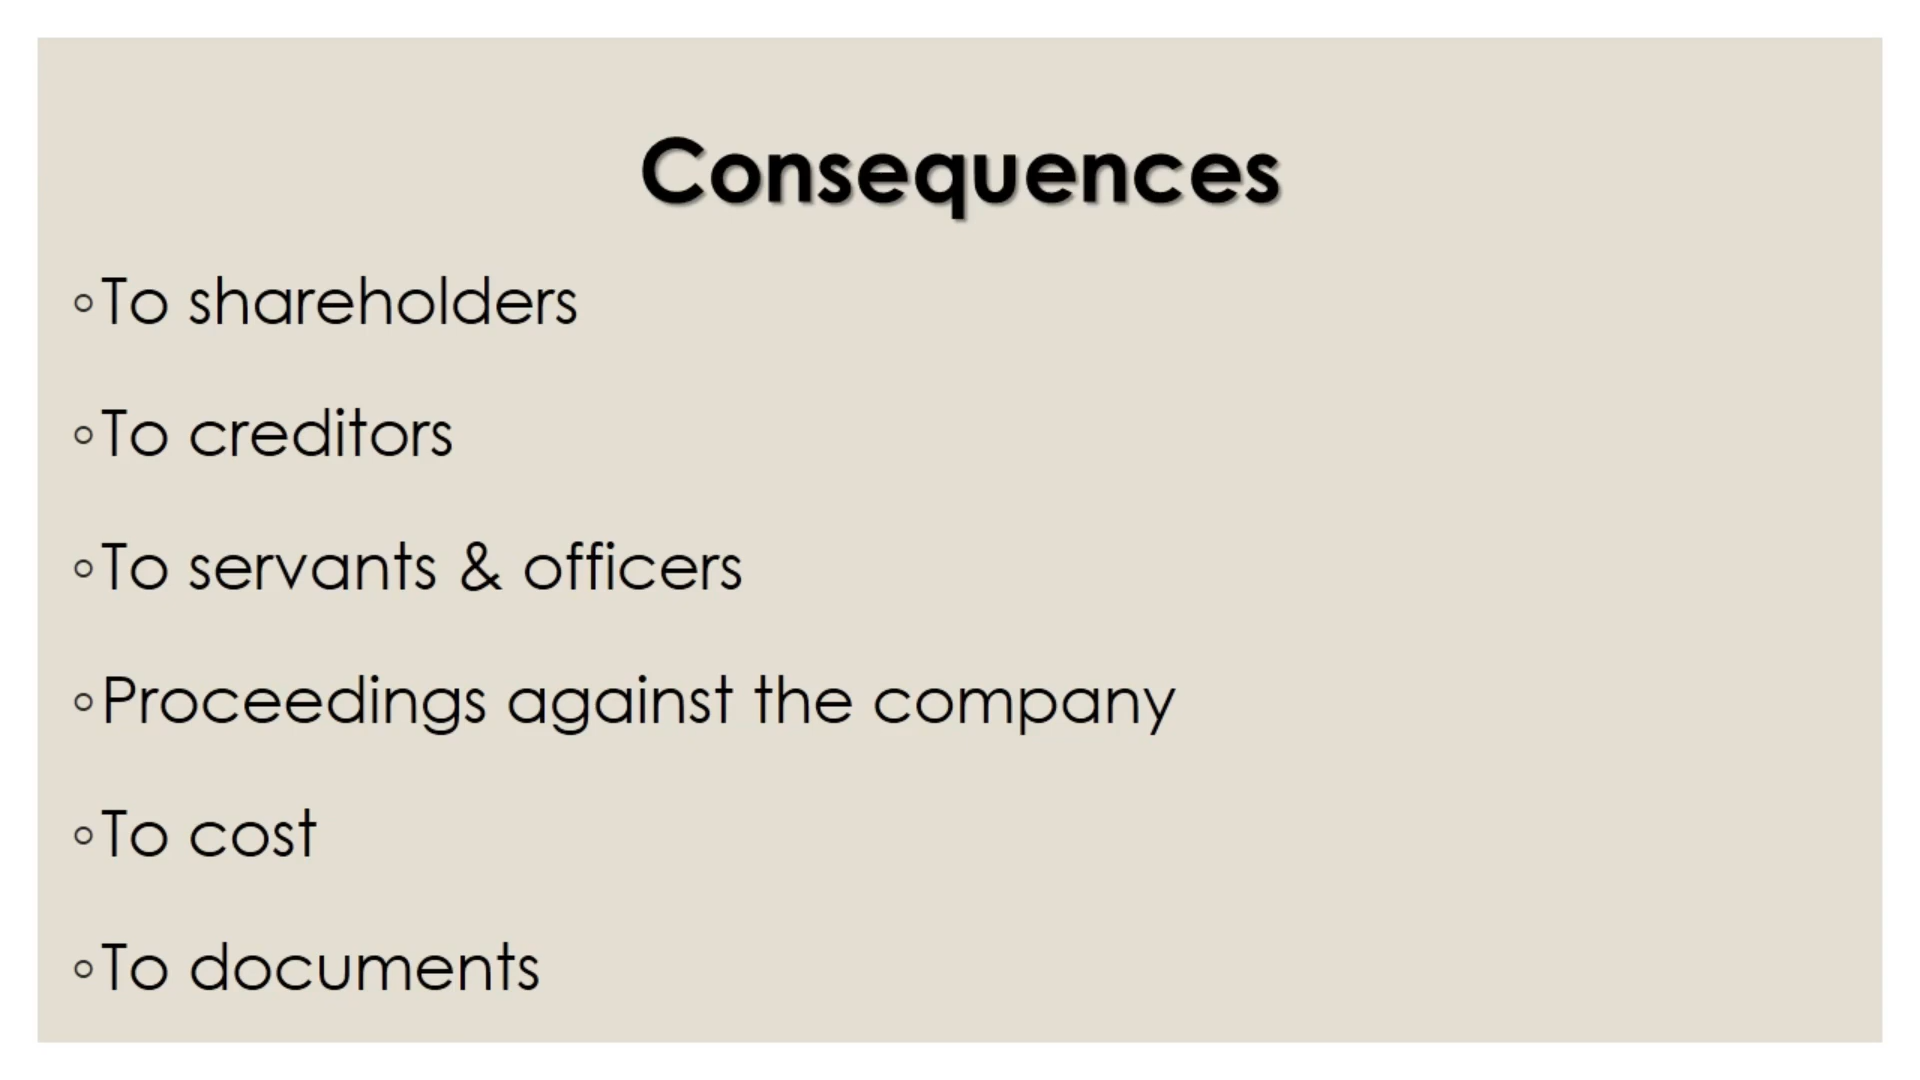 Consequences
◦To shareholders
◦To creditors
◦To servants & officers
◦Proceedings against the company
◦To cost
◦To documents